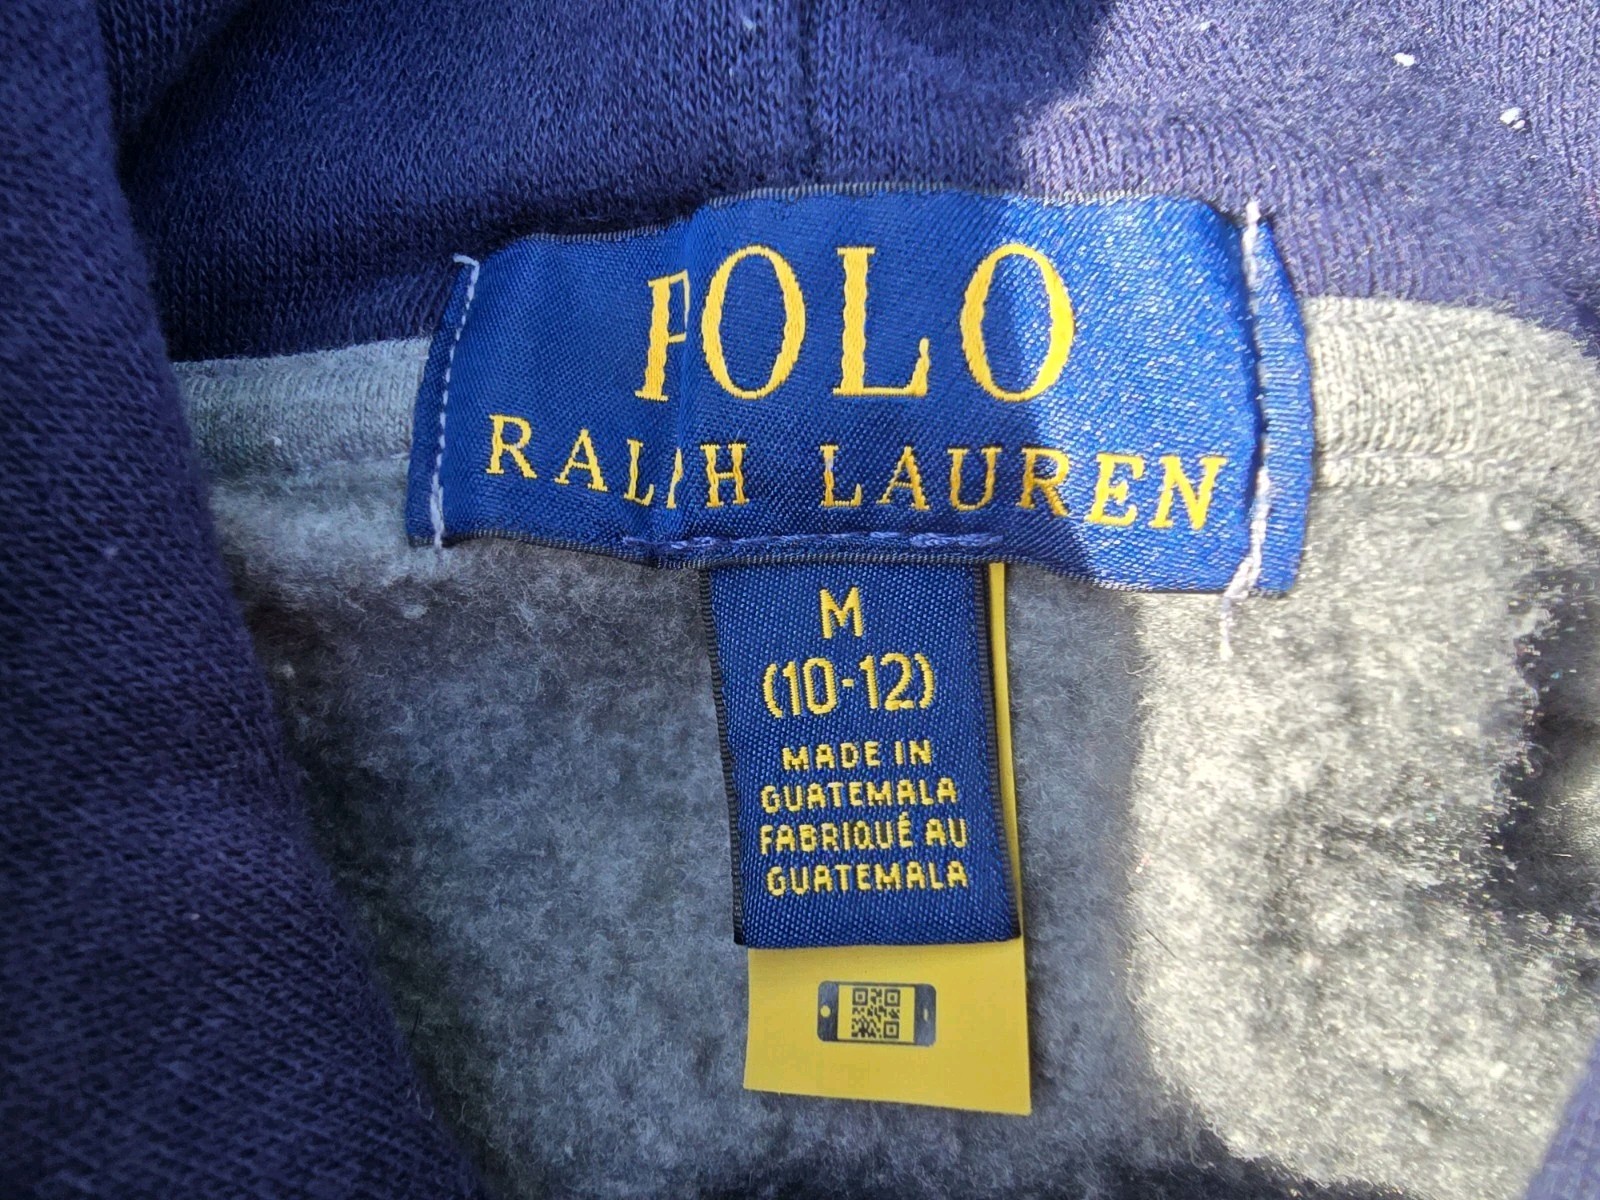 POLO
RALPH LAUREN
M
(10-12)
MADE IN
GUATEMALA
FABRIQUÉ AU
GUATEMALA